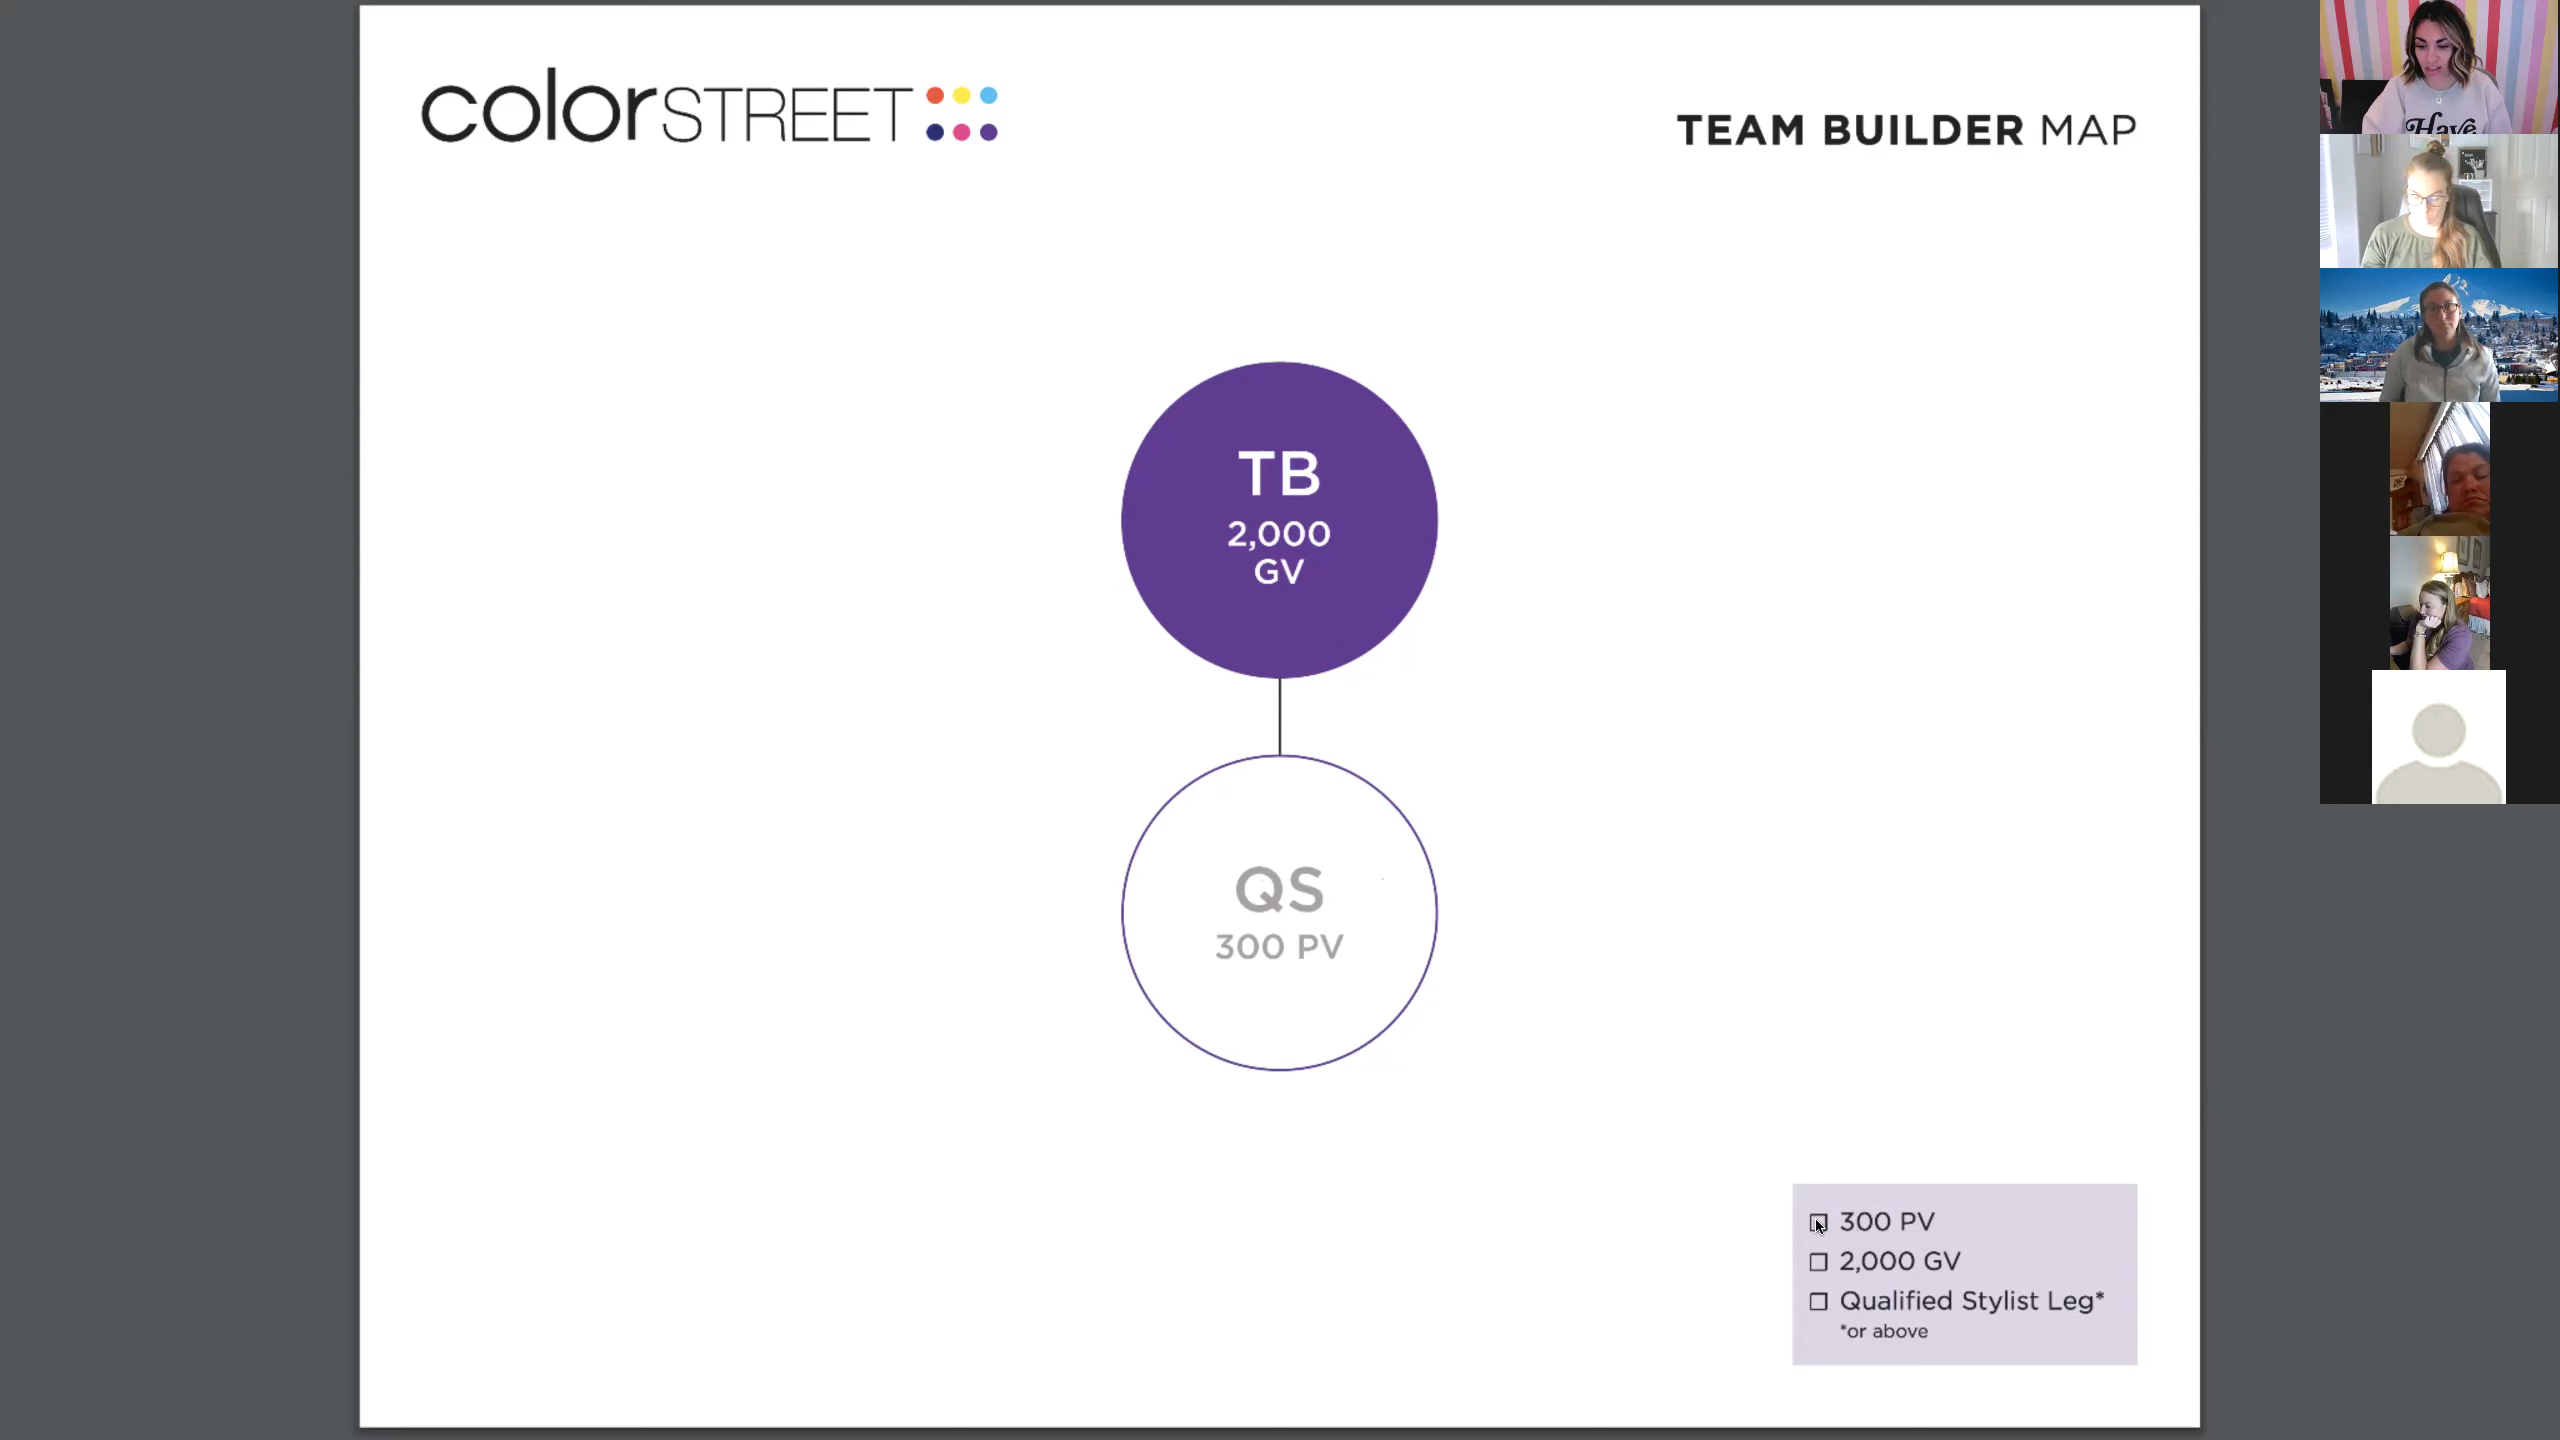 colorSTREET
TEAM BUILDER MAP
Have
TB
2,000
GV
QS
300 PV
300 PV
2,000 GV
Qualified Stylist Leg*
*or above